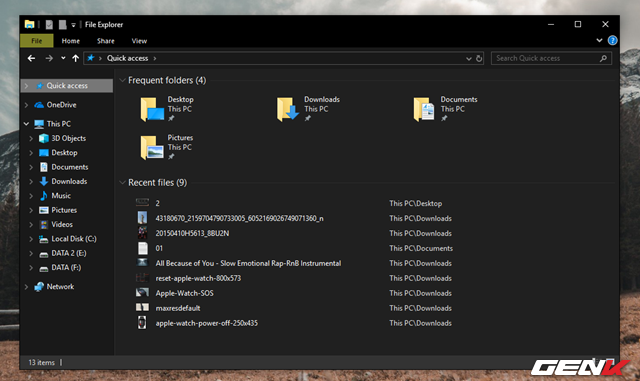 File Explorer
File Home Share View
Quick access
Search Quick access
Quick access
OneDrive
This PC
3D Objects
Desktop
Documents
Downloads
Music
Pictures
Videos
Local Disk (C:)
DATA 2 (E:)
DATA (F:)
Network
Frequent folders (4)
Desktop
This PC
Downloads
This PC
Documents
This PC
Pictures
This PC
Recent files (9)
2 This PC\Desktop
43180670_2159704790733005_6052169026749071360_n This PC\Downloads
20150410H5613_8BU2N This PC\Downloads
01 This PC\Documents
All Because of You - Slow Emotional Rap-RnB Instrumental This PC\Downloads
reset-apple-watch-800x573 This PC\Downloads
Apple-Watch-SOS This PC\Downloads
maxresdefault This PC\Downloads
apple-watch-power-off-250x435 This PC\Downloads
13 items
GENK